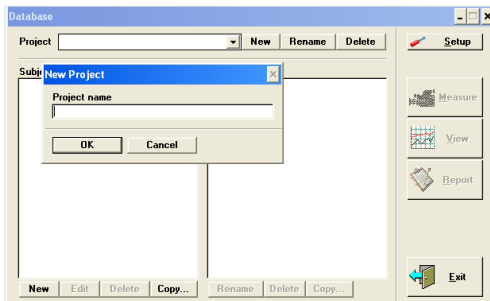 Database
Project New Rename Delete
Setup
New Project
Project name
OK Cancel
Measure
View
Report
Exit
New Edit Delete Copy... Rename Delete Copy...